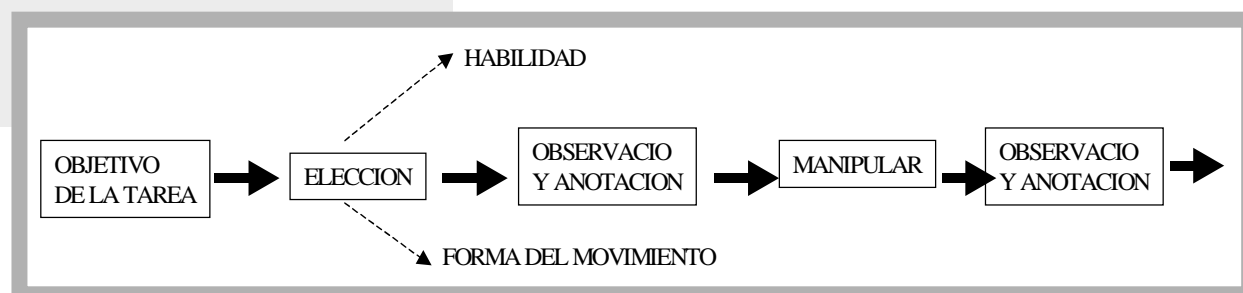 HABILIDAD
OBJETIVO
DE LA TAREA
ELECCION
OBSERVACIO
Y ANOTACION
MANIPULAR
OBSERVACIO
Y ANOTACION
FORMA DEL MOVIMIENTO